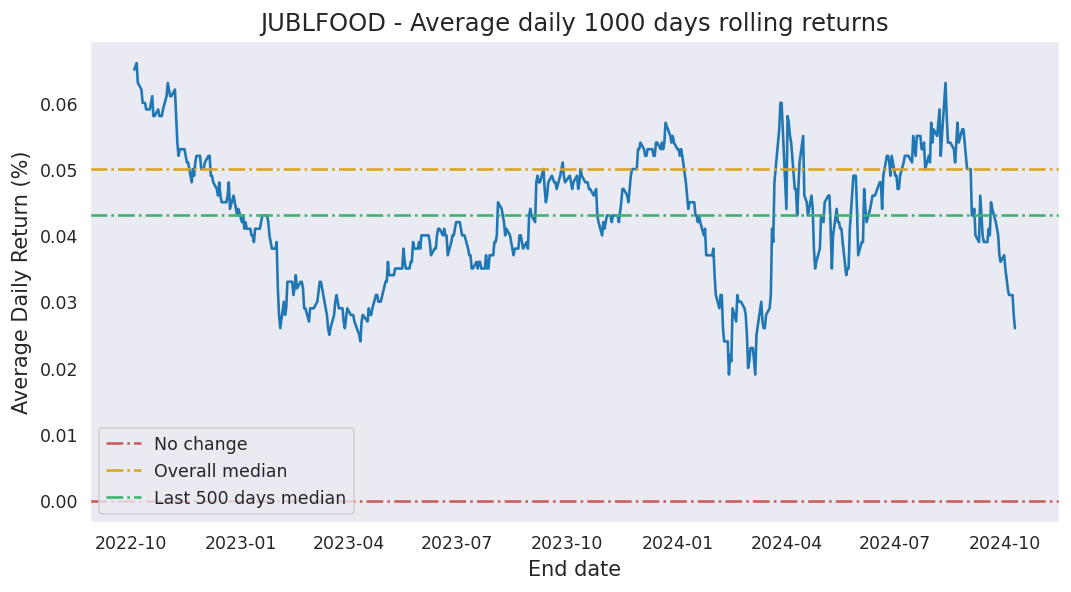 JUBLFOOD - Average daily 1000 days rolling returns
Average Daily Return (%)
0.06
0.05
0.04
0.03
0.02
0.01
0.00
No change
Overall median
Last 500 days median
2022-10 2023-01 2023-04 2023-07 2023-10 2024-01 2024-04 2024-07 2024-10
End date